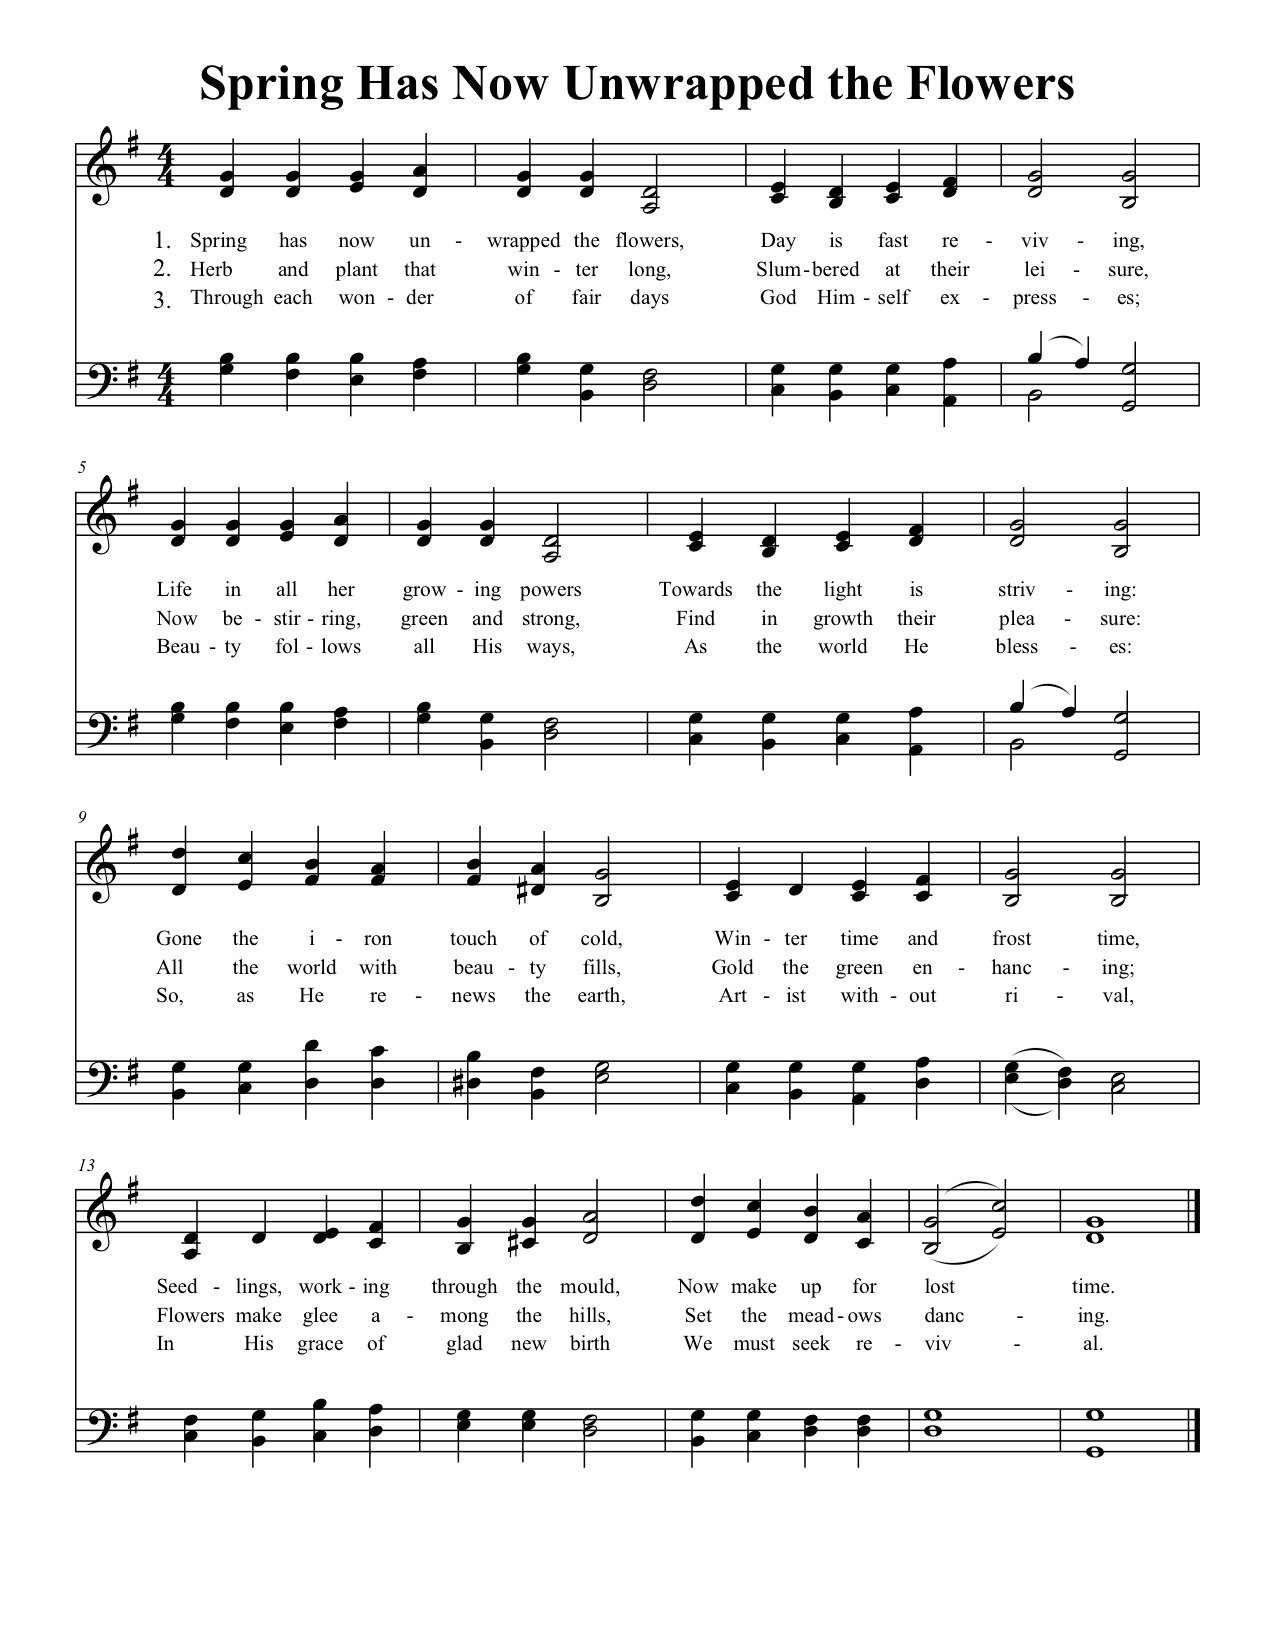 Spring Has Now Unwrapped the Flowers
4 4
1. Spring has now un - wrapped the flowers, Day is fast re - viv - ing,
2. Herb and plant that win - ter long, Slum - bered at their lei - sure,
3. Through each won - der of fair days God Him - self ex - press - es;
4 4
5
Life in all her grow - ing powers Towards the light is striv - ing:
Now be - stir - ring, green and strong, Find in growth their plea - sure:
Beau - ty fol - lows all His ways, As the world He bless - es:
9
Gone the i - ron touch of cold, Win - ter time and frost time,
All the world with beau - ty fills, Gold the green en - hanc - ing;
So, as He re - news the earth, Art - ist with - out ri - val,
13
Seed - lings, work - ing through the mould, Now make up for lost time.
Flowers make glee a - mong the hills, Set the mead - ows danc - ing.
In His grace of glad new birth We must seek re - viv - al.